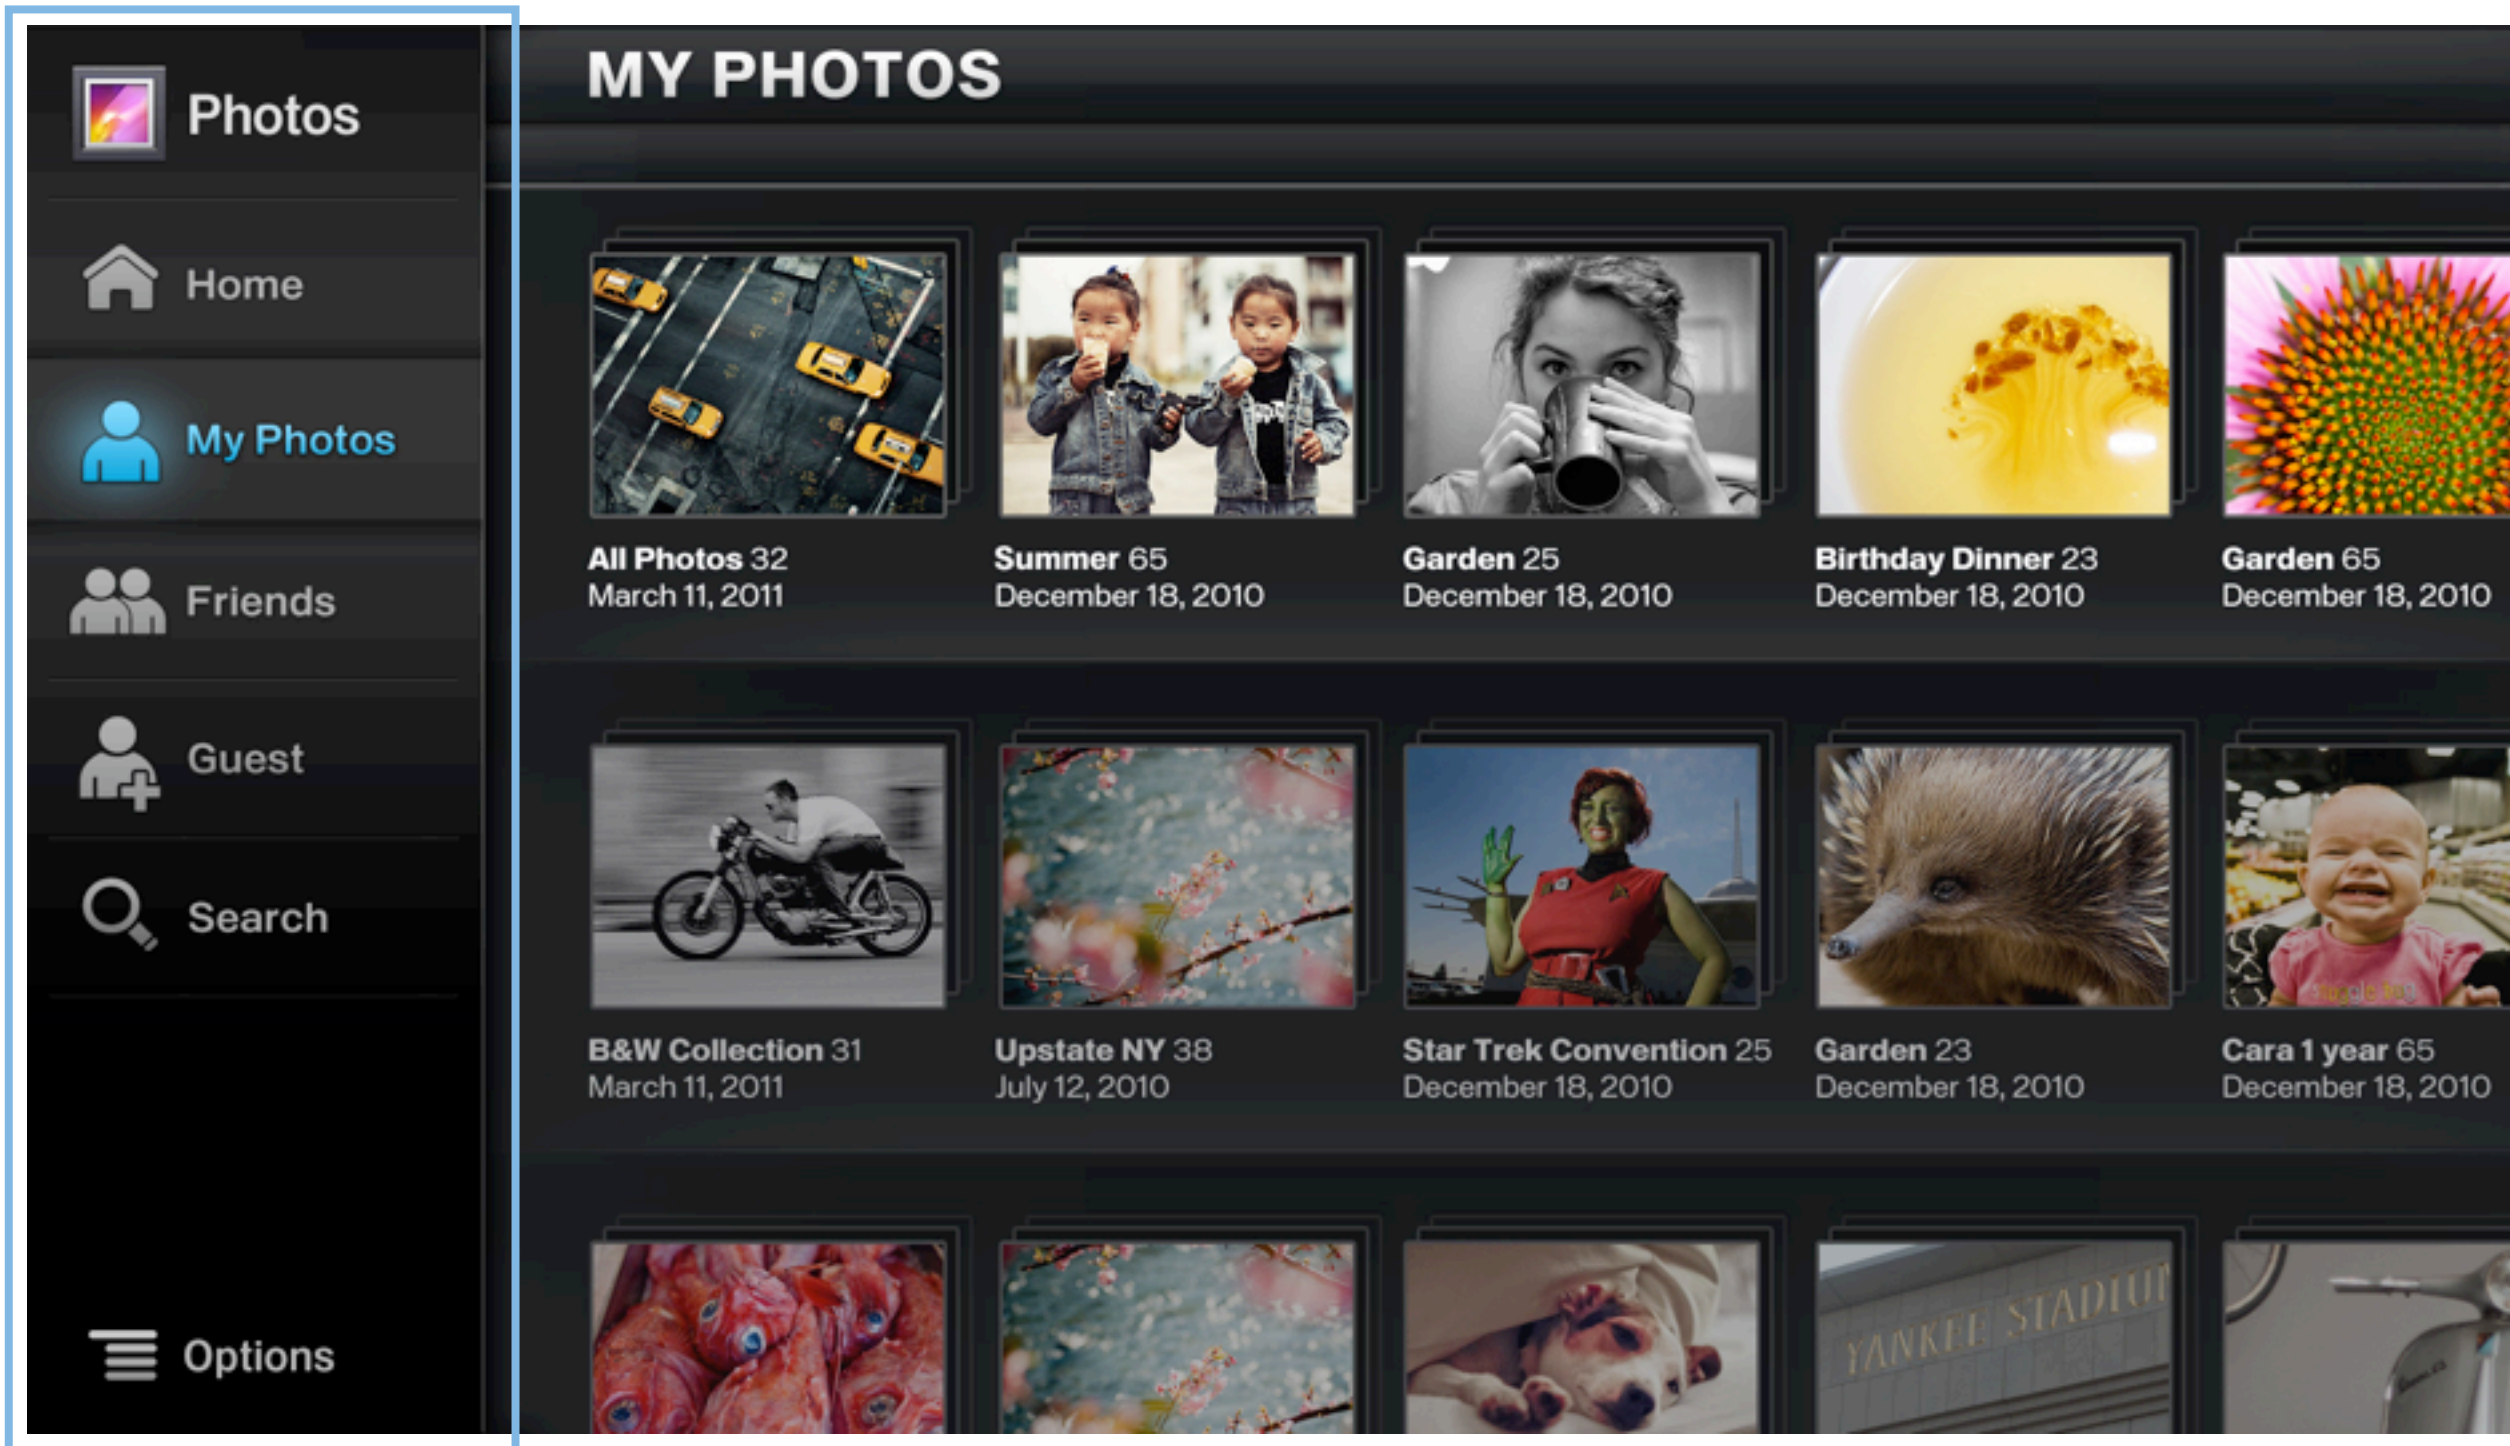 Photos
Home
My Photos
Friends
Guest
Search
Options
MY PHOTOS
All Photos 32
March 11, 2011
Summer 65
December 18, 2010
Garden 25
December 18, 2010
Birthday Dinner 23
December 18, 2010
Garden 65
December 18, 2010
B&W Collection 31
March 11, 2011
Upstate NY 38
July 12, 2010
Star Trek Convention 25
December 18, 2010
Garden 23
December 18, 2010
snuggle bug
Cara 1 year 65
December 18, 2010
YANKEE STADIUM